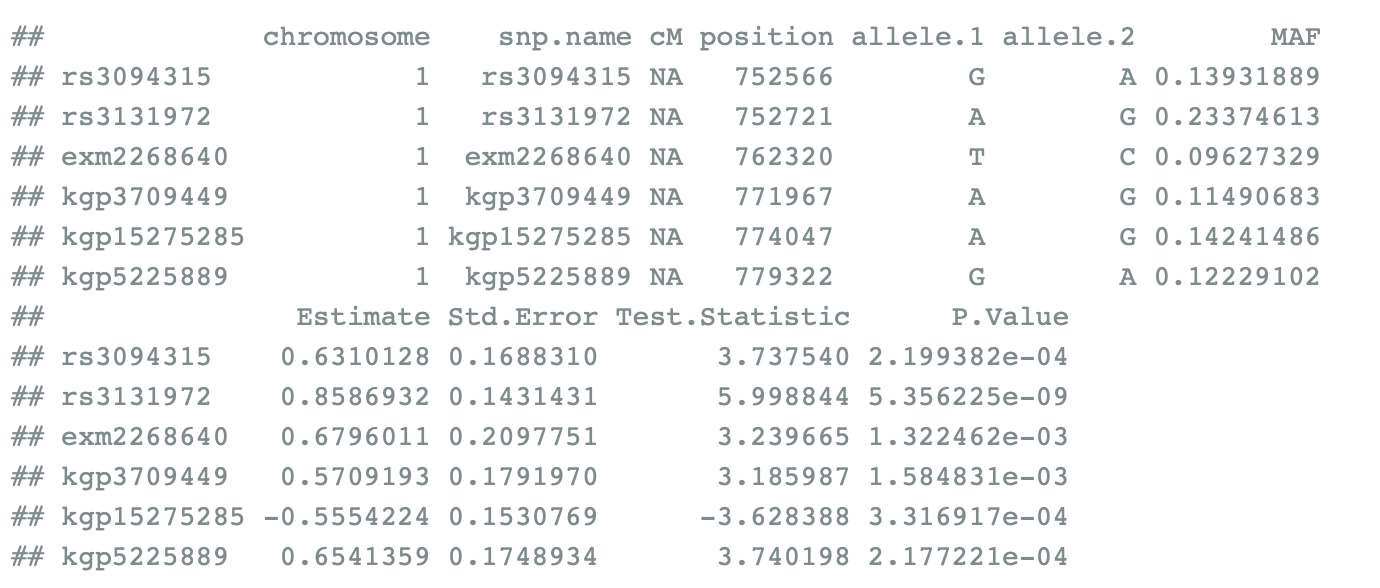 ##            chromosome    snp.name cM position allele.1 allele.2        MAF
## rs3094315            1   rs3094315 NA   752566        G        A 0.13931889
## rs3131972            1   rs3131972 NA   752721        A        G 0.23374613
## exm2268640           1  exm2268640 NA   762320        T        C 0.09627329
## kgp3709449           1  kgp3709449 NA   771967        A        G 0.11490683
## kgp15275285          1 kgp15275285 NA   774047        A        G 0.14241486
## kgp5225889           1  kgp5225889 NA   779322        G        A 0.12229102
##               Estimate Std.Error Test.Statistic      P.Value
## rs3094315    0.6310128 0.1688310       3.737540 2.199382e-04
## rs3131972    0.8586932 0.1431431       5.998844 5.356225e-09
## exm2268640   0.6796011 0.2097751       3.239665 1.322462e-03
## kgp3709449   0.5709193 0.1791970       3.185987 1.584831e-03
## kgp15275285 -0.5554224 0.1530769      -3.628388 3.316917e-04
## kgp5225889   0.6541359 0.1748934       3.740198 2.177221e-04